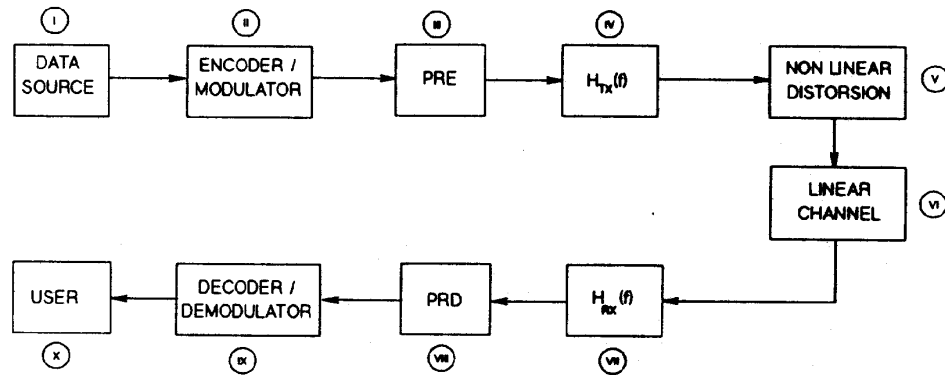 I
II
III
IV
DATA
SOURCE
ENCODER /
MODULATOR
PRE
H_TX(f)
NON LINEAR
DISTORSION
V
LINEAR
CHANNEL
VI
USER
DECODER /
DEMODULATOR
PRD
H_RX(f)
X
IX
VIII
VII